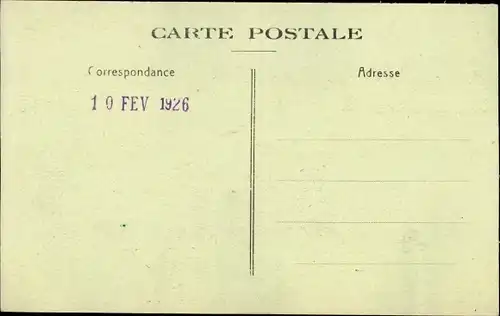 CARTE POSTALE
Correspondance
Adresse
10 FEV 1926